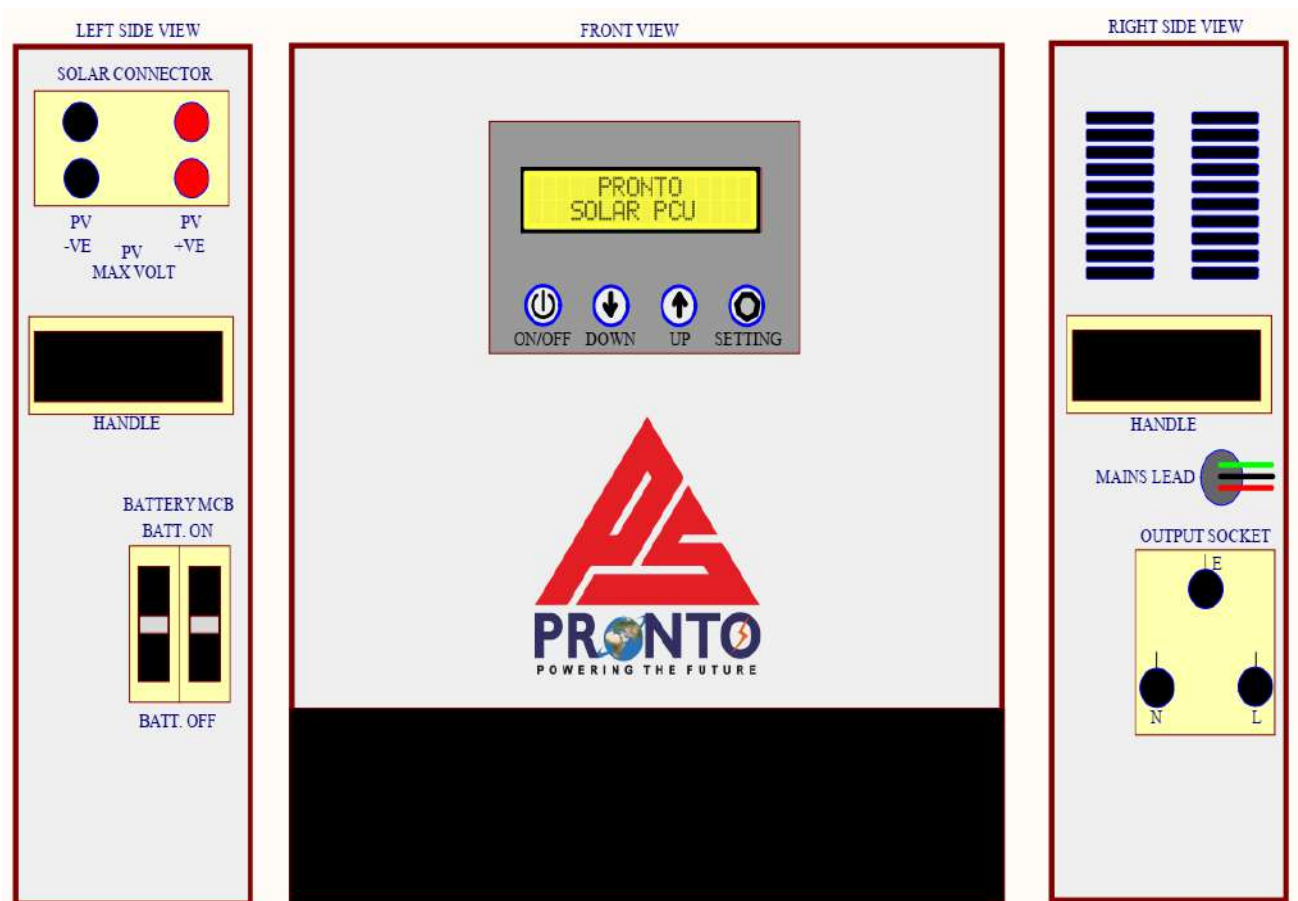 LEFT SIDE VIEW
SOLAR CONNECTOR
PV PV
-VE +VE
PV
MAX VOLT
HANDLE
BATTERY MCB
BATT. ON
BATT. OFF
FRONT VIEW
PRONTO
SOLAR PCU
ON/OFF DOWN UP SETTING
PS
PRONTO
POWERING THE FUTURE
RIGHT SIDE VIEW
HANDLE
MAINS LEAD
OUTPUT SOCKET
E
N L